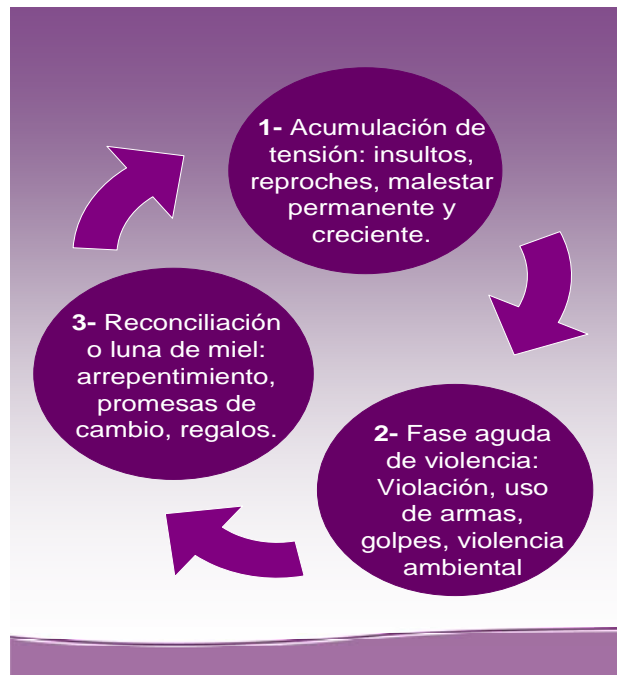 1- Acumulación de
tensión: insultos,
reproches, malestar
permanente y
creciente.
3- Reconciliación
o luna de miel:
arrepentimiento,
promesas de
cambio, regalos.
2- Fase aguda
de violencia:
Violación, uso
de armas,
golpes, violencia
ambiental